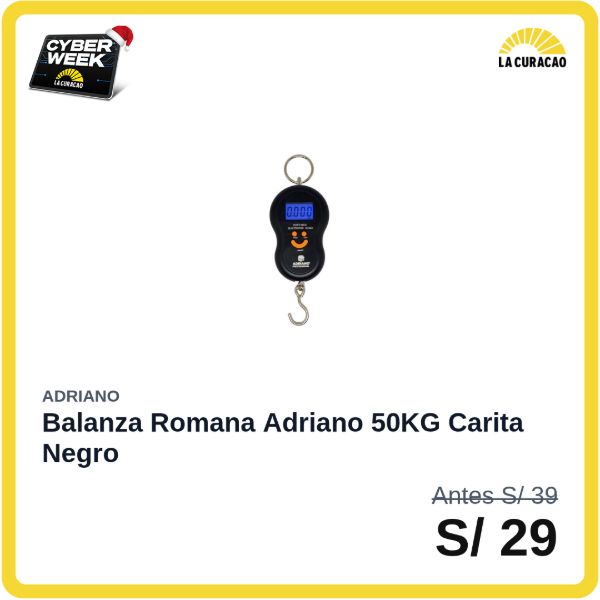 CYBER
WEEK
LA CURACAO
LA CURACAO
0.000
ADRIANO
ADRIANO
Balanza Romana Adriano 50KG Carita
Negro
Antes S/ 39
S/ 29